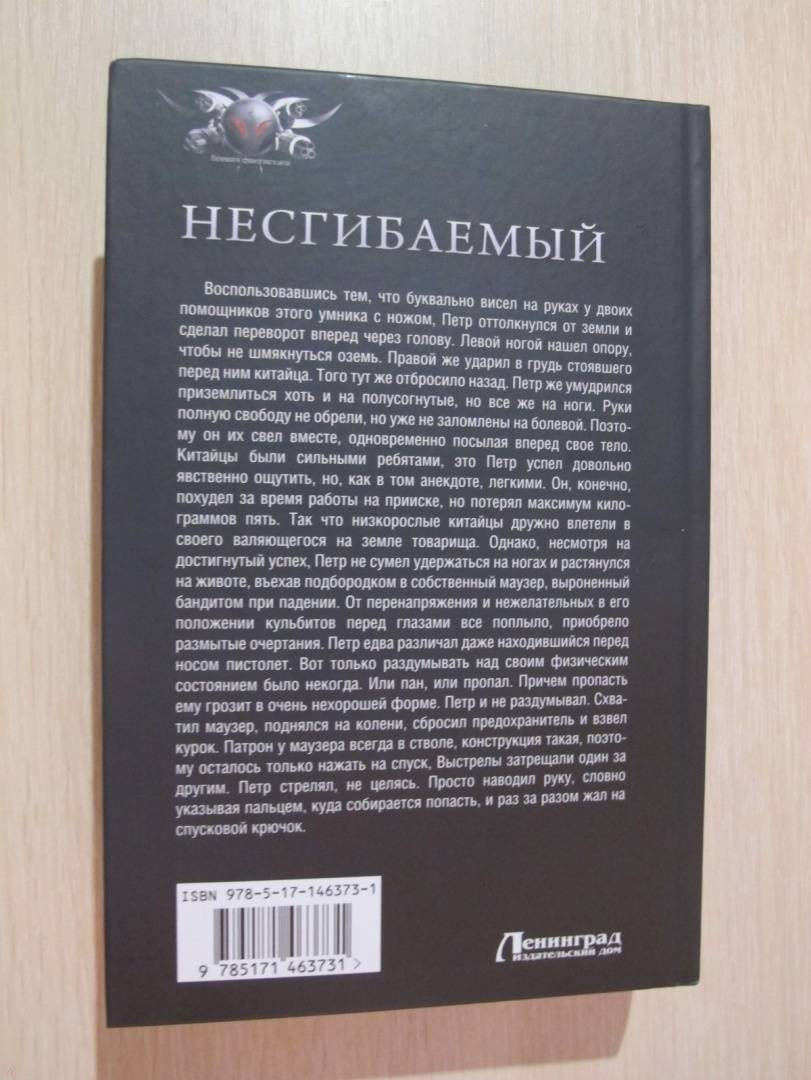 Боевая фантастика
НЕСГИБАЕМЫЙ
Воспользовавшись тем, что буквально висел на руках у двоих
помощников этого умника с ножом, Петр оттолкнулся от земли и
сделал переворот вперед через голову. Левой ногой нашел опору,
чтобы не шмякнуться оземь. Правой же ударил в грудь стоявшего
перед ним китайца. Того тут же отбросило назад. Петр же умудрился
приземлиться хоть и на полусогнутые, но все же на ноги. Руки
полную свободу не обрели, но уже не заломлены на болевой. Поэто-
му он их свел вместе, одновременно посылая вперед свое тело.
Китайцы были сильными ребятами, это Петр успел довольно
явственно ощутить, но, как в том анекдоте, легкими. Он, конечно,
похудел за время работы на прииске, но потерял максимум кило-
граммов пять. Так что низкорослые китайцы дружно влетели в
своего валяющегося на земле товарища. Однако, несмотря на
достигнутый успех, Петр не сумел удержаться на ногах и растянулся
на животе, въехав подбородком в собственный маузер, выроненный
бандитом при падении. От перенапряжения и нежелательных в его
положении кульбитов перед глазами все поплыло, приобрело
размытые очертания. Петр едва различал даже находившийся перед
носом пистолет. Вот только раздумывать над своим физическим
состоянием было некогда. Или пан, или пропал. Причем пропасть
ему грозит в очень нехорошей форме. Петр и не раздумывал. Схва-
тил маузер, поднялся на колени, сбросил предохранитель и взвел
курок. Патрон у маузера всегда в стволе, конструкция такая, поэто-
му осталось только нажать на спуск, Выстрелы затрещали один за
другим. Петр стрелял, не целясь. Просто наводил руку, словно
указывая пальцем, куда собирается попасть, и раз за разом жал на
спусковой крючок.
ISBN 978-5-17-146373-1
9 785171 463731 >
Ленинград
издательский дом